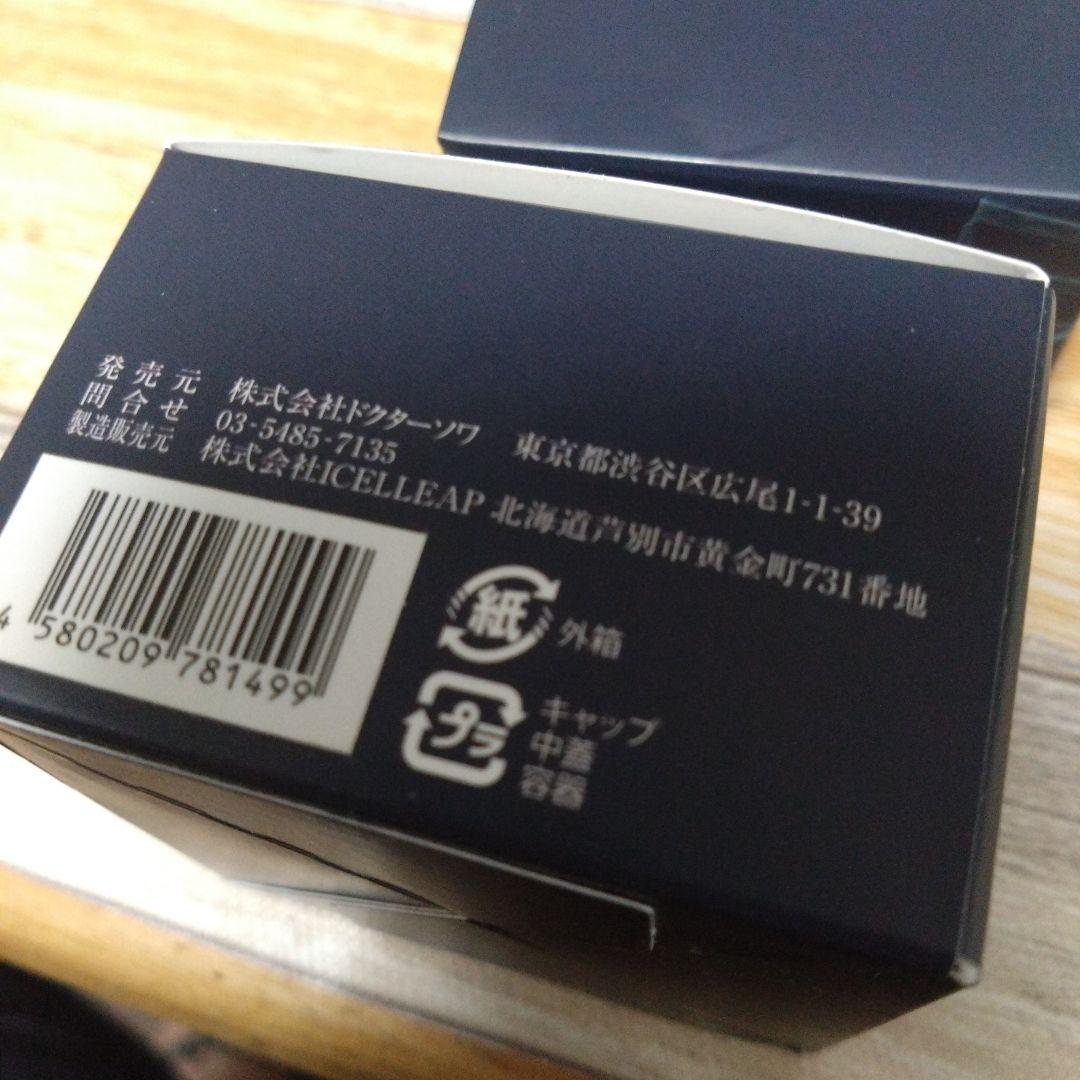 発売元 株式会社ドクターソワ 東京都渋谷区広尾1-1-39
問合せ 03-5485-7135
製造販売元 株式会社ICELLEAP 北海道芦別市黄金町731番地
4 580209 781499
紙 外箱
プラ キャップ
中蓋
容器